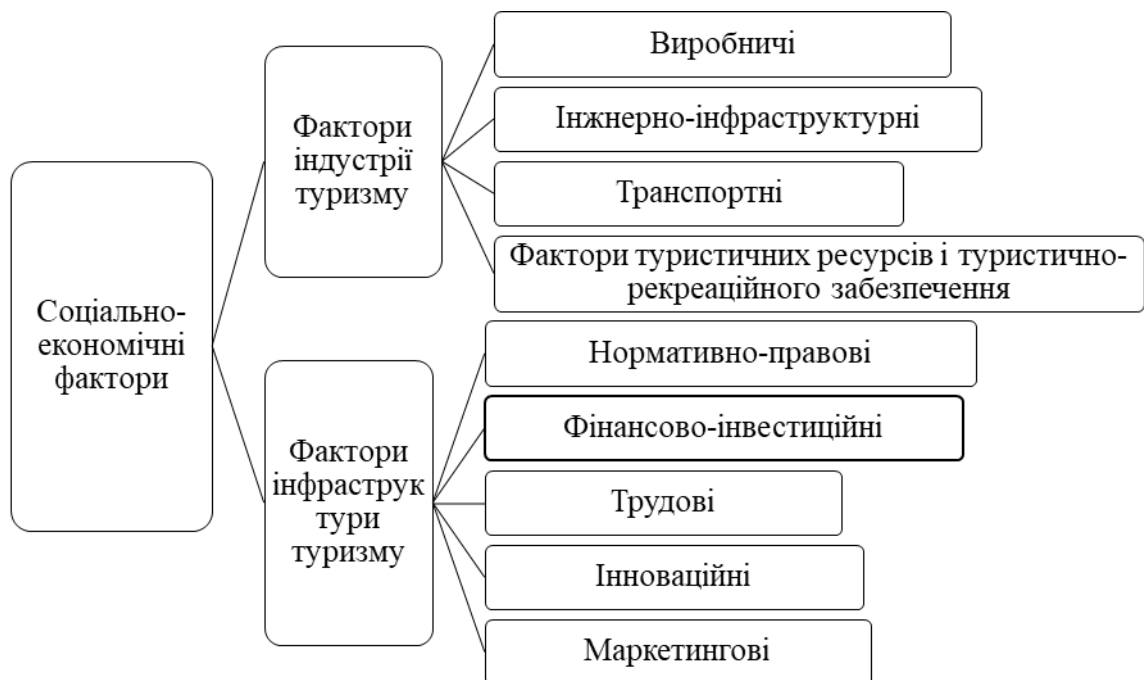 Соціально-
економічні
фактори
Фактори
індустрії
туризму
Виробничі
Інжнерно-інфраструктурні
Транспортні
Фактори туристичних ресурсів і туристично-
рекреаційного забезпечення
Фактори
інфраструк
тури
туризму
Нормативно-правові
Фінансово-інвестиційні
Трудові
Інноваційні
Маркетингові